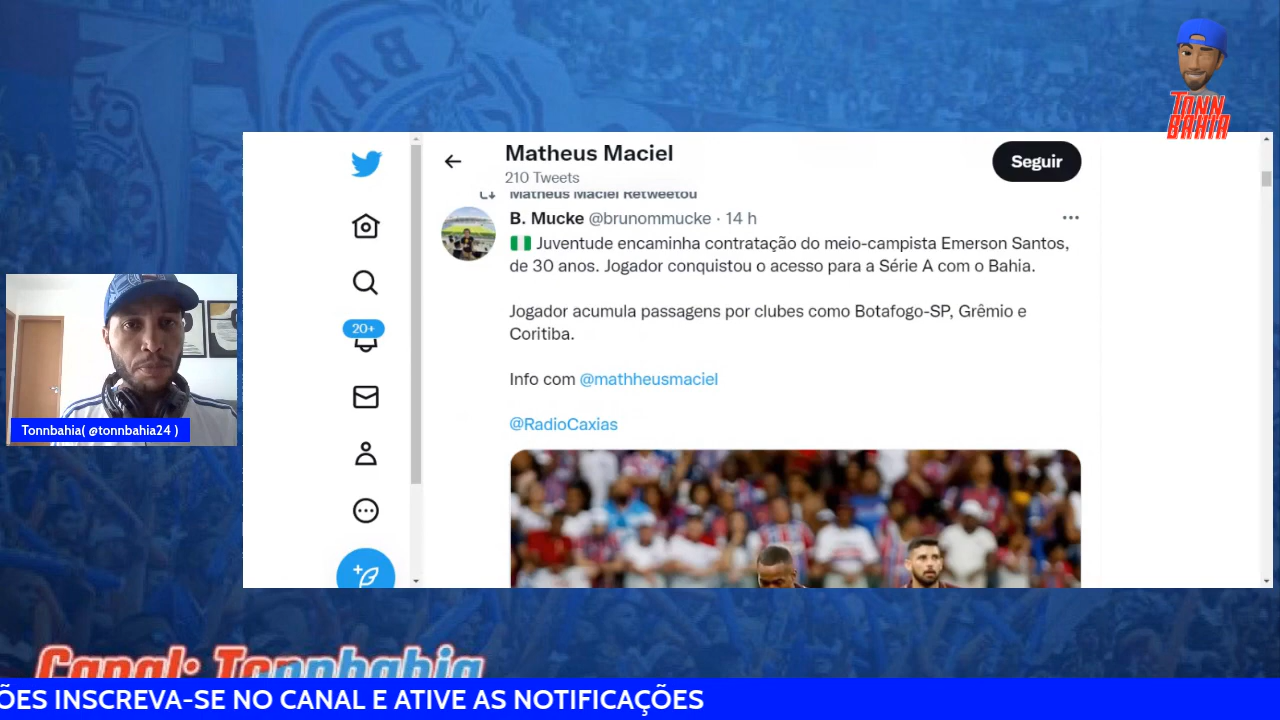 TONN
BAHIA
Matheus Maciel
210 Tweets
Seguir
Matheus Maciel Retweetou
B. Mucke @brunommucke · 14 h
🇳🇬 Juventude encaminha contratação do meio-campista Emerson Santos,
de 30 anos. Jogador conquistou o acesso para a Série A com o Bahia.
Jogador acumula passagens por clubes como Botafogo-SP, Grêmio e
Coritiba.
Info com @mathheusmaciel
@RadioCaxias
20+
Tonnbahia( @tonnbahia24 )
Canal: Tonnbahia
ÕES INSCREVA-SE NO CANAL E ATIVE AS NOTIFICAÇÕES